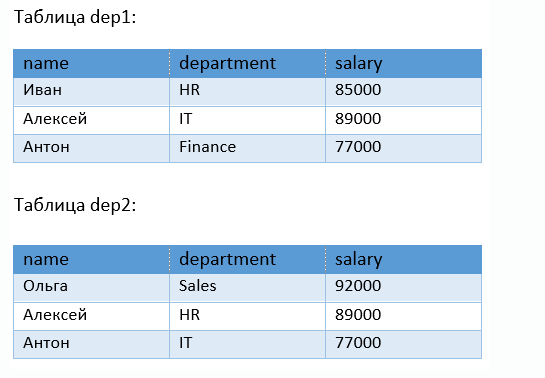 Таблица dep1:
name department salary
Иван HR 85000
Алексей IT 89000
Антон Finance 77000
Таблица dep2:
name department salary
Ольга Sales 92000
Алексей HR 89000
Антон IT 77000